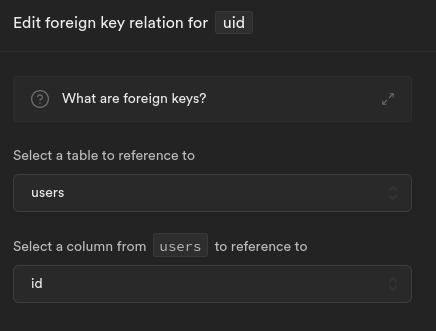 Edit foreign key relation for uid
What are foreign keys?
Select a table to reference to
users
Select a column from users to reference to
id